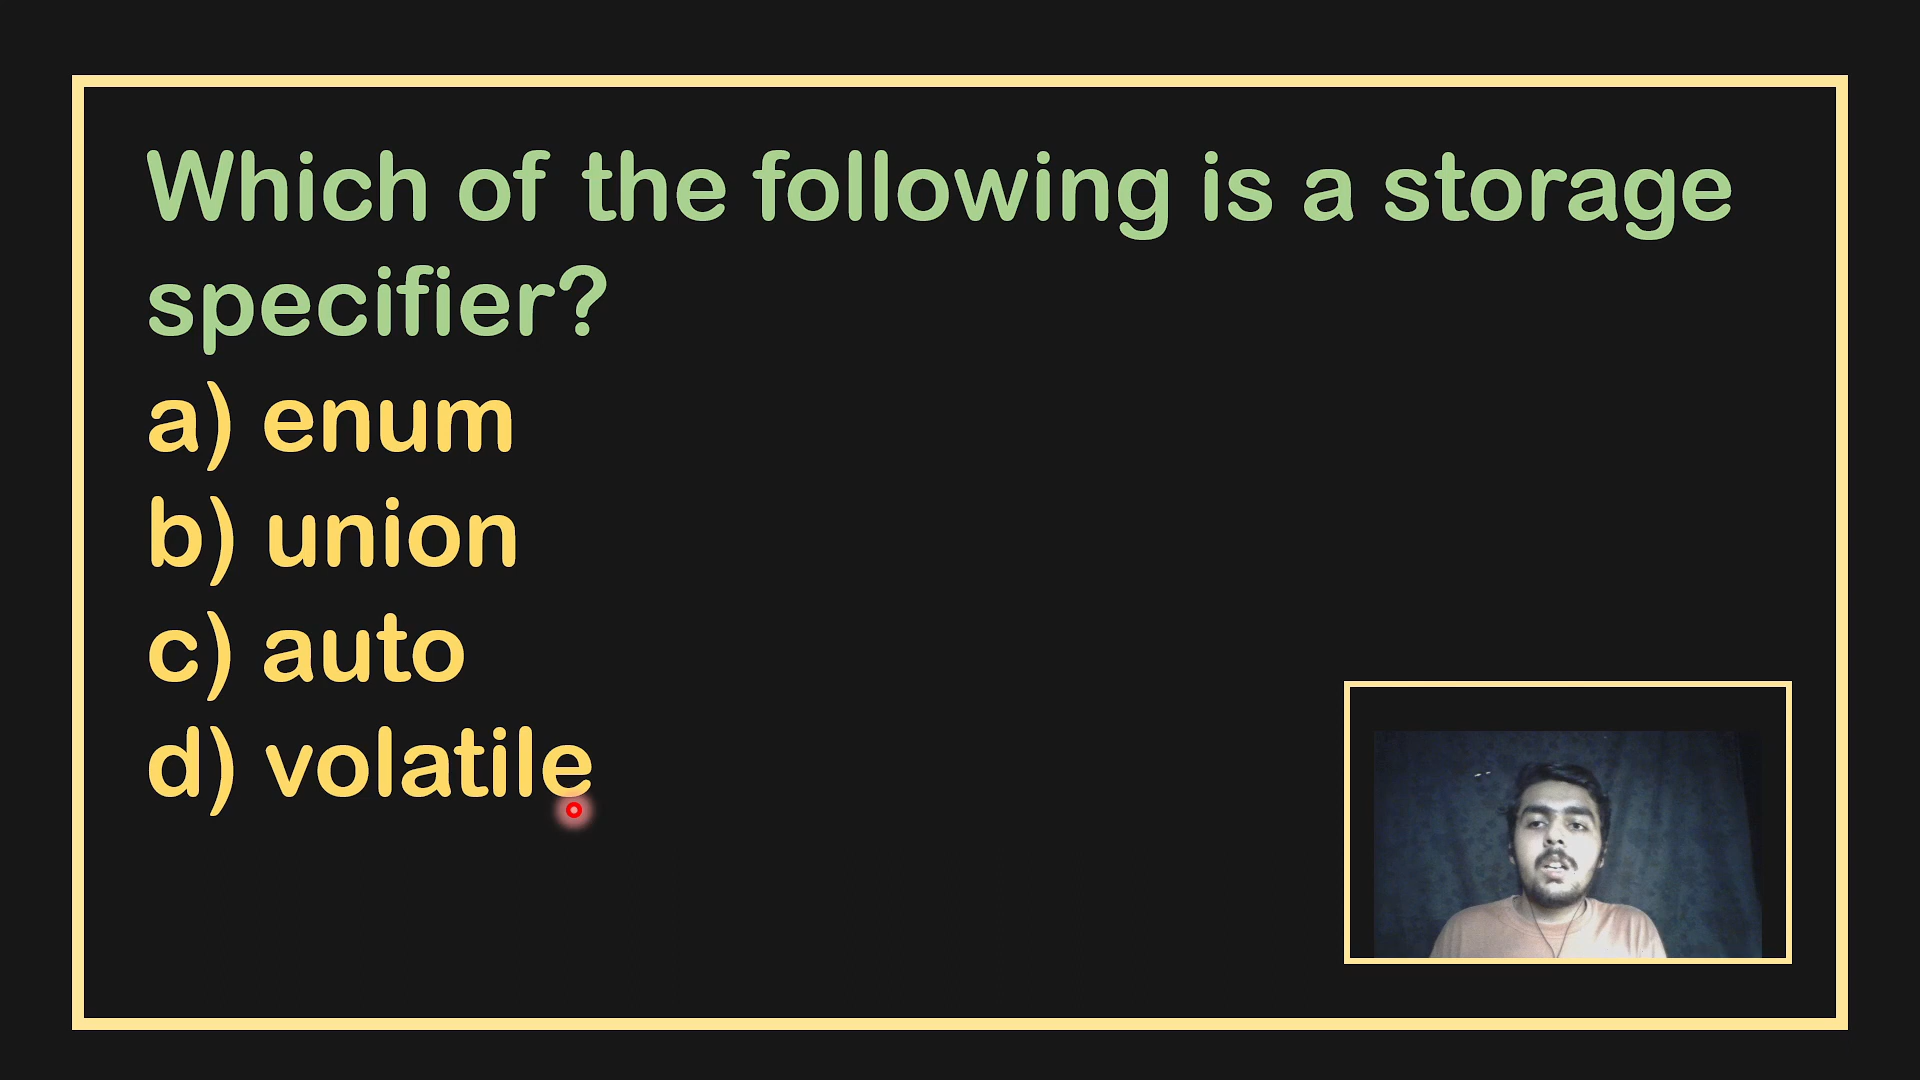 Which of the following is a storage
specifier?
a) enum
b) union
c) auto
d) volatile